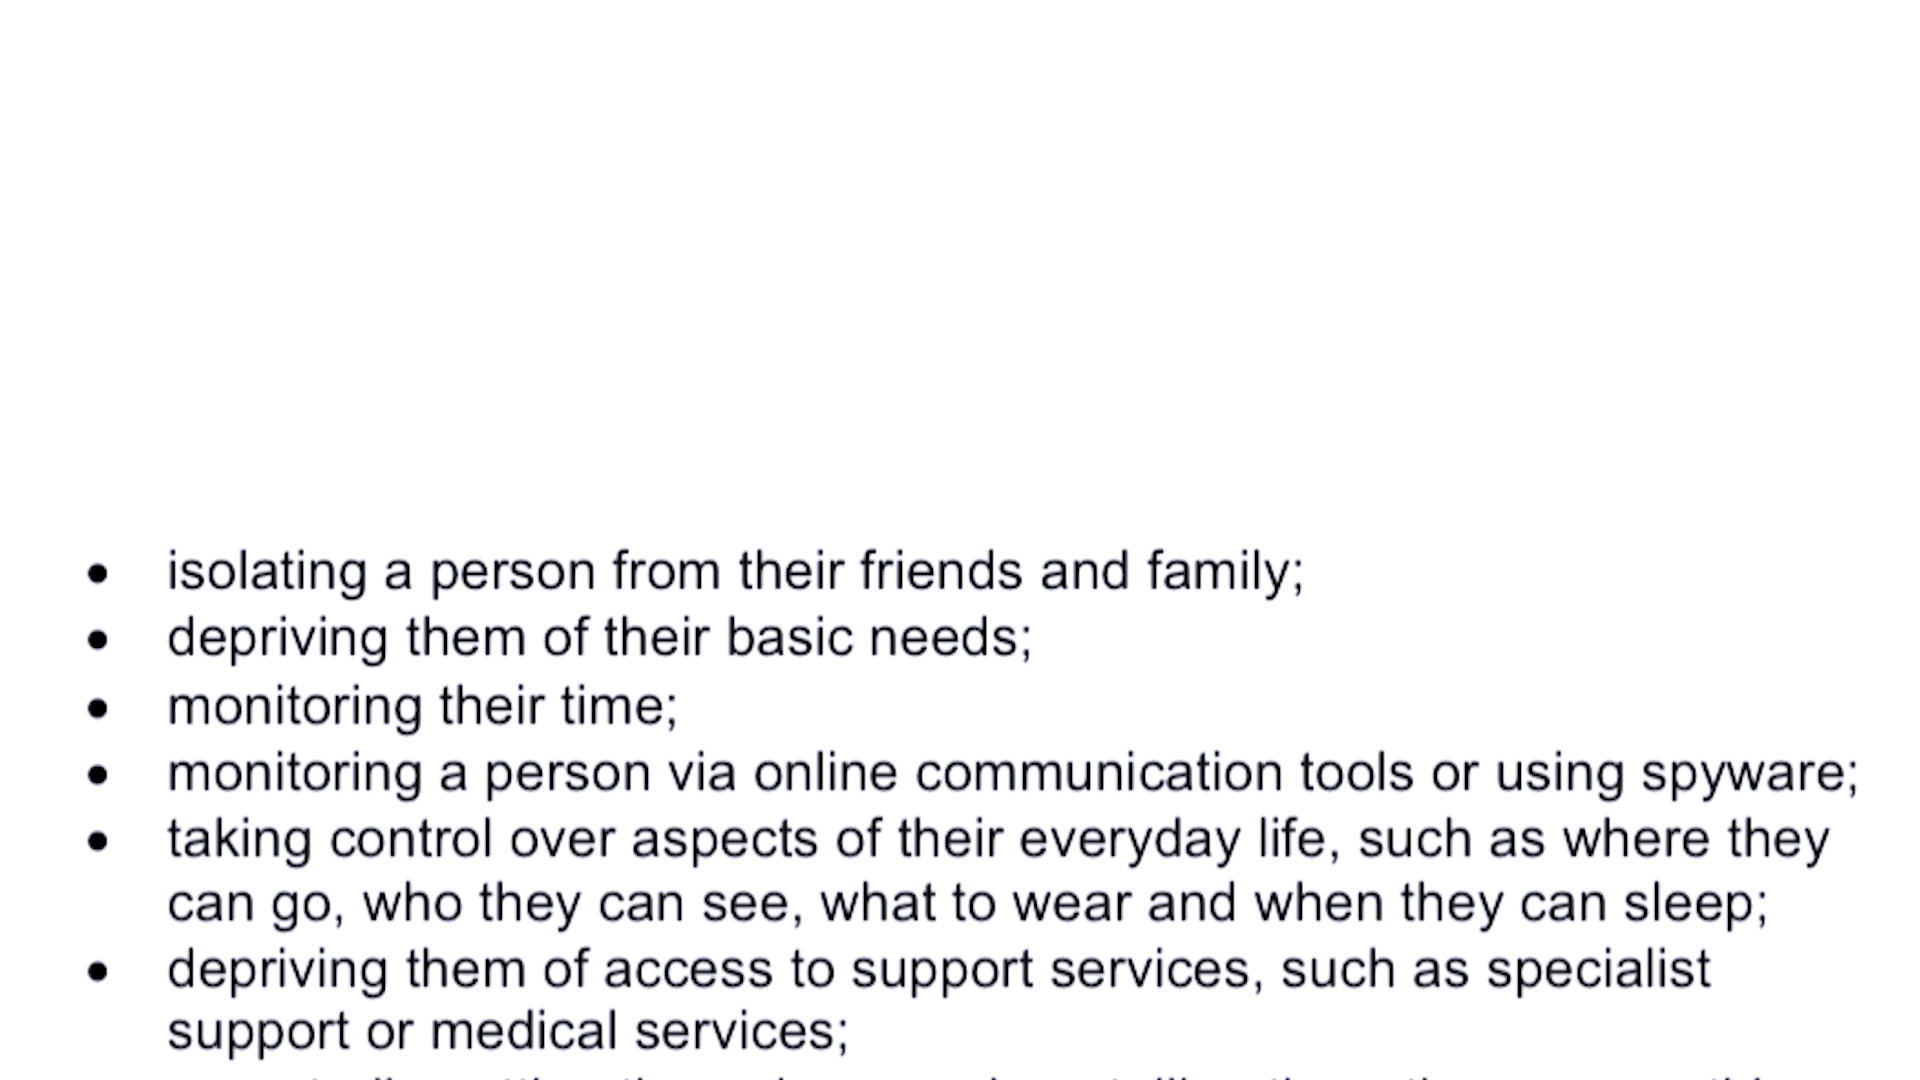 • isolating a person from their friends and family;
• depriving them of their basic needs;
• monitoring their time;
• monitoring a person via online communication tools or using spyware;
• taking control over aspects of their everyday life, such as where they
can go, who they can see, what to wear and when they can sleep;
• depriving them of access to support services, such as specialist
support or medical services;